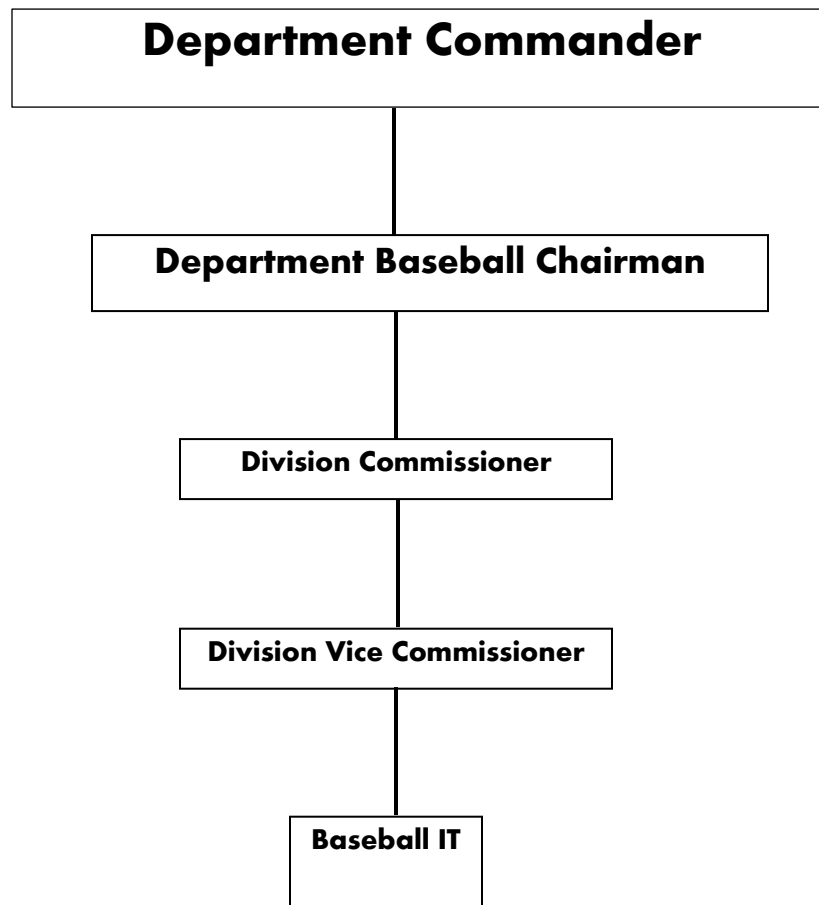 Department Commander
Department Baseball Chairman
Division Commissioner
Division Vice Commissioner
Baseball IT